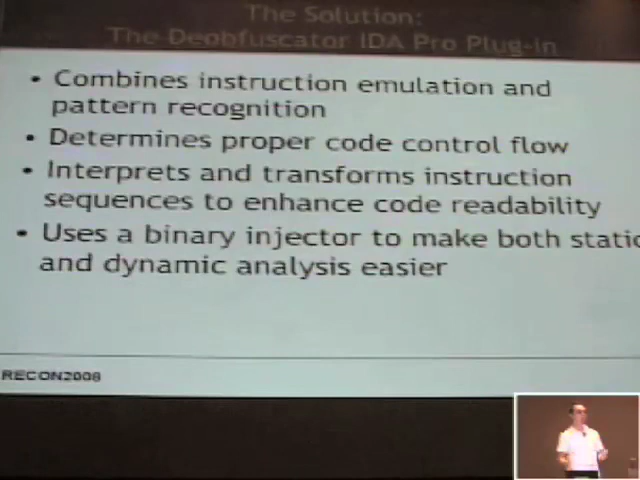 The Solution:
The Deobfuscator IDA Pro Plug-in
• Combines instruction emulation and
pattern recognition
• Determines proper code control flow
• Interprets and transforms instruction
sequences to enhance code readability
• Uses a binary injector to make both static
and dynamic analysis easier
RECON2008